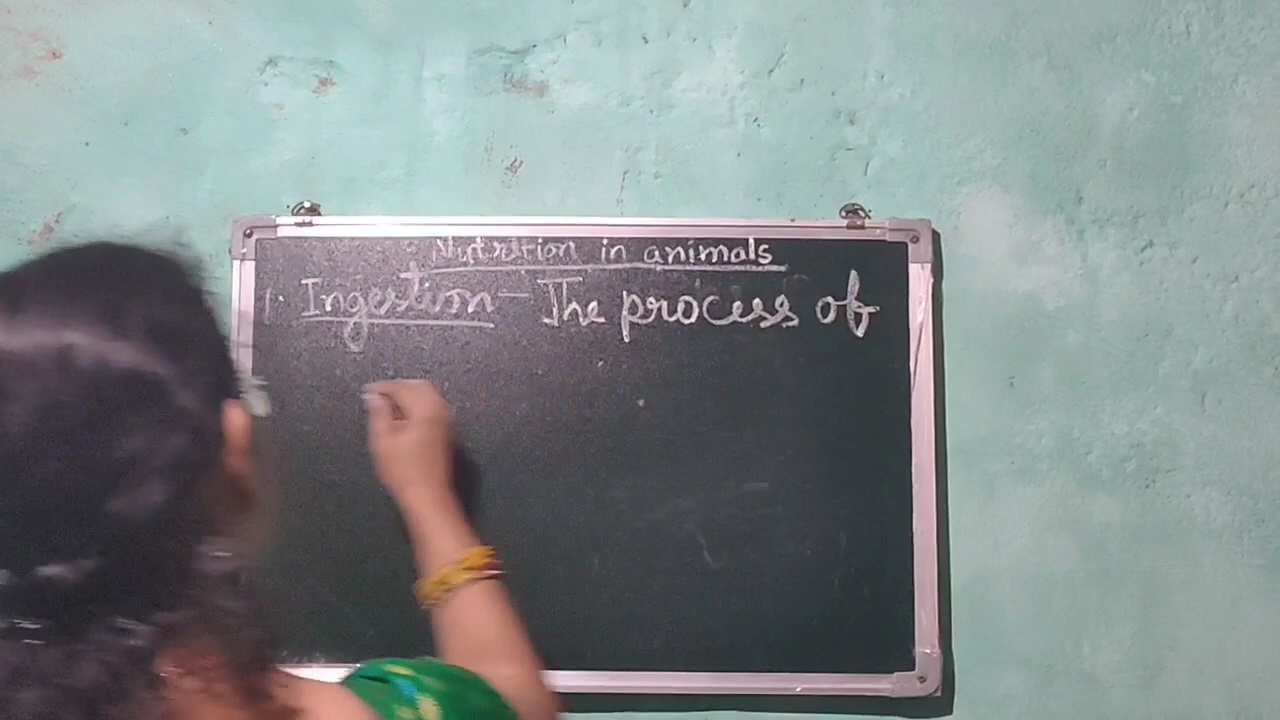 Nutrition in animals
1. Ingestion - The process of